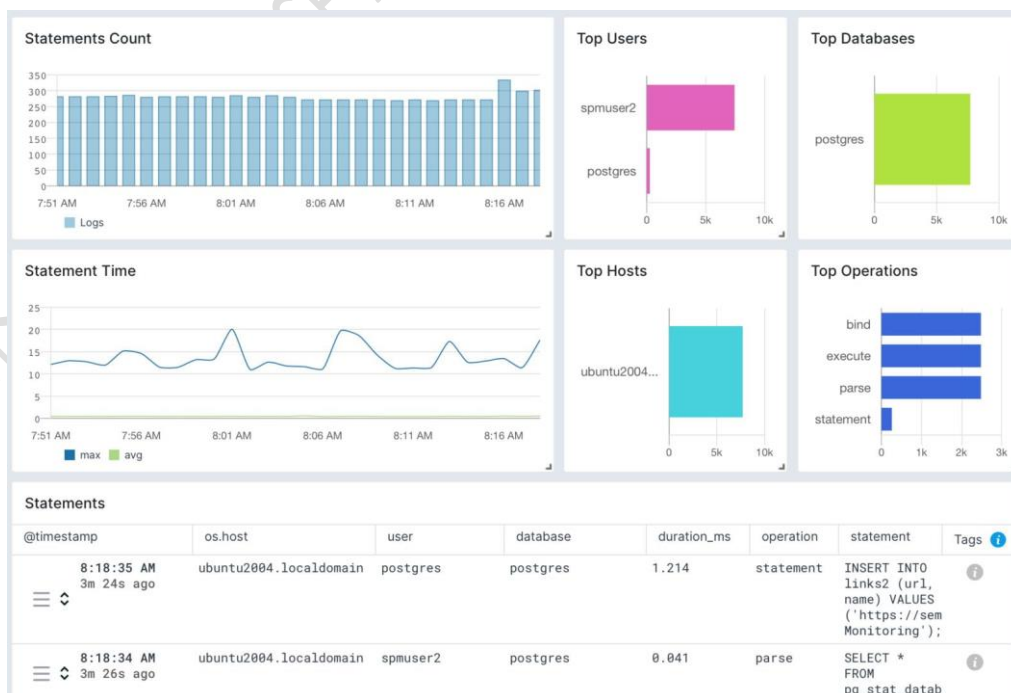 Statements Count
350
300
250
200
150
100
50
0
7:51 AM 7:56 AM 8:01 AM 8:06 AM 8:11 AM 8:16 AM
Logs
Top Users
spmuser2
postgres
0 5k 10k
Top Databases
postgres
0 5k 10k
Statement Time
25
20
15
10
5
0
7:51 AM 7:56 AM 8:01 AM 8:06 AM 8:11 AM 8:16 AM
max avg
Top Hosts
ubuntu2004...
0 5k 10k
Top Operations
bind
execute
parse
statement
0 1k 2k 3k
Statements
@timestamp os.host user database duration_ms operation statement Tags
8:18:35 AM ubuntu2004.localdomain postgres postgres 1.214 statement INSERT INTO
3m 24s ago links2 (url,
name) VALUES
('https://sem
Monitoring');
8:18:34 AM ubuntu2004.localdomain spmuser2 postgres 0.041 parse SELECT *
3m 26s ago FROM
pg_stat_datab